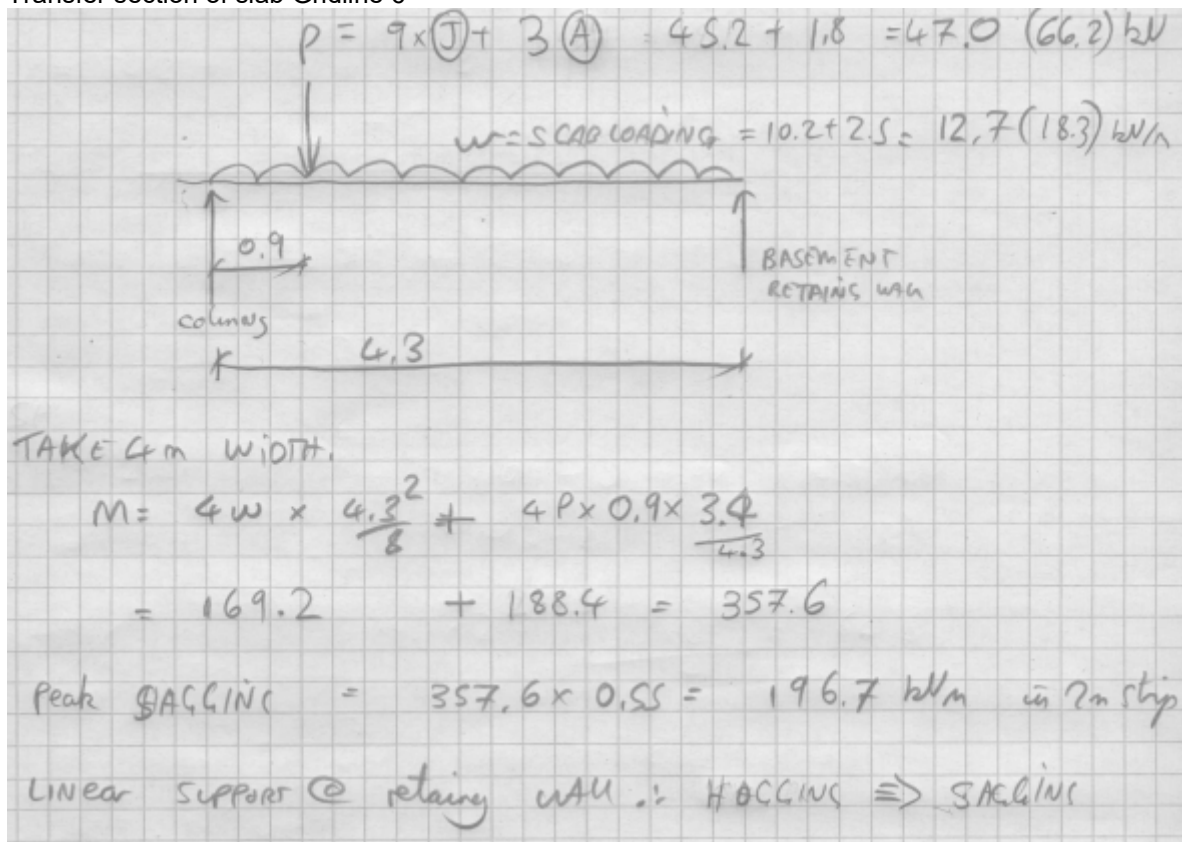 Transfer section of slab Gridline J
P = 9x(J) + 3(A) = 45.2 + 1.8 = 47.0 (66.2) kN
w = SLAB LOADING = 10.2 + 2.5 = 12.7 (18.3) kN/m
0.9
BASEMENT
RETAINING WALL
columns
4.3
TAKE 4m WIDTH.
M = 4w x 4.3²/8 + 4P x 0.9 x 3.4/4.3
= 169.2 + 188.4 = 357.6
Peak SAGGING = 357.6 x 0.55 = 196.7 kNm in 2m strip
LINEAR SUPPORT @ retaining WALL ∴ HOGGING => SAGGING